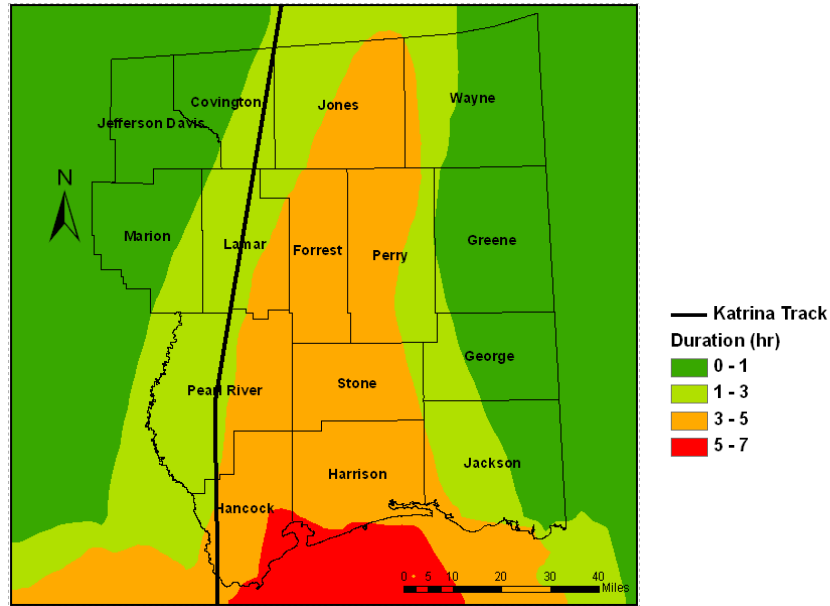 Covington
Jones
Wayne
Jefferson Davis
N
Marion
Lamar
Forrest
Perry
Greene
Katrina Track
Duration (hr)
0 - 1
George
1 - 3
Pearl River
Stone
3 - 5
5 - 7
Jackson
Harrison
Hancock
0 5 10 20 30 40
Miles